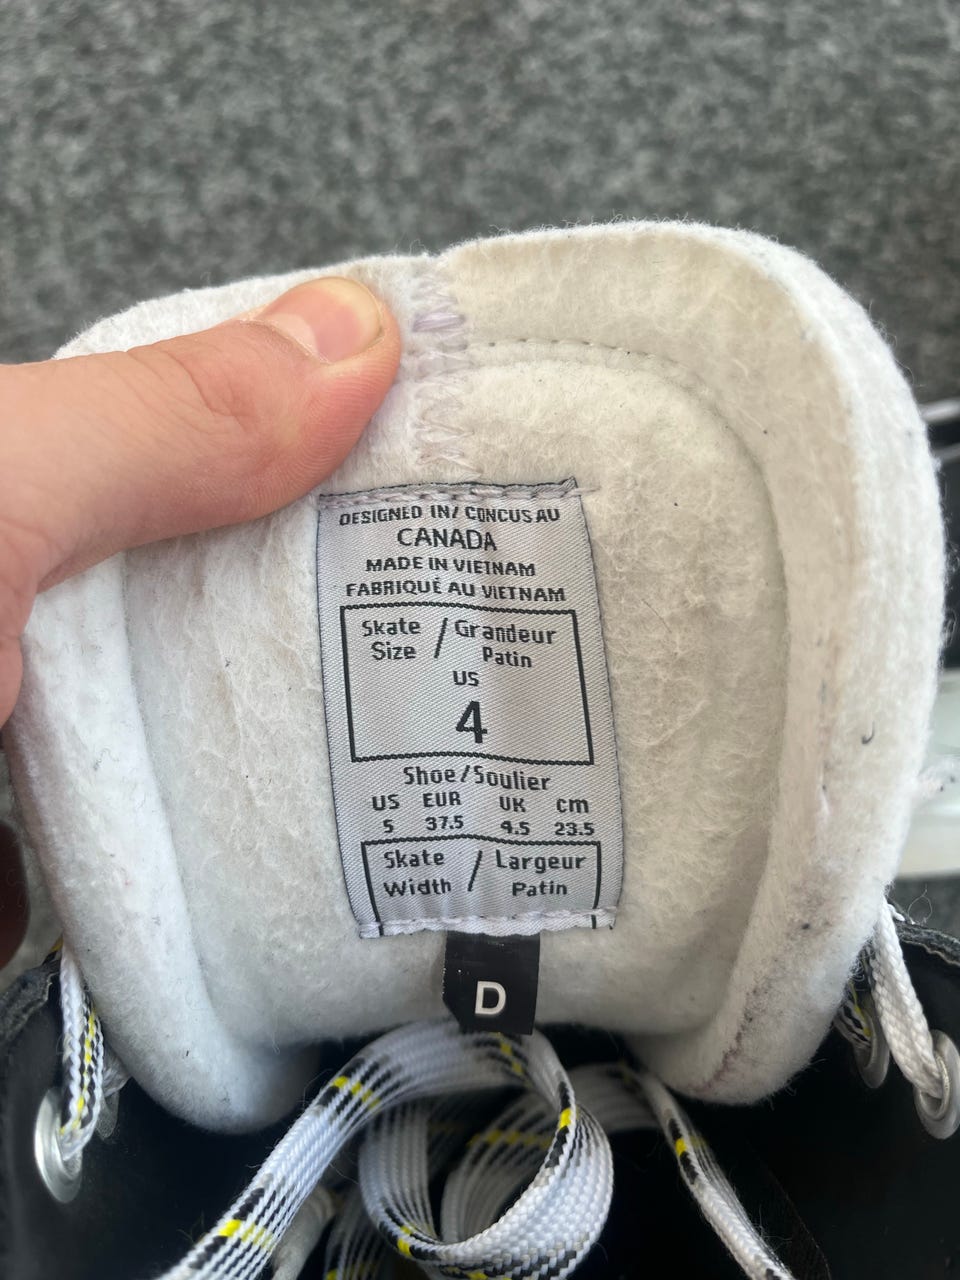 DESIGNED IN/ CONCUS AU
CANADA
MADE IN VIETNAM
FABRIQUÉ AU VIETNAM
Skate / Grandeur
Size Patin
US
4
Shoe/Soulier
US EUR UK cm
5 37.5 4.5 23.5
Skate / Largeur
Width Patin
D